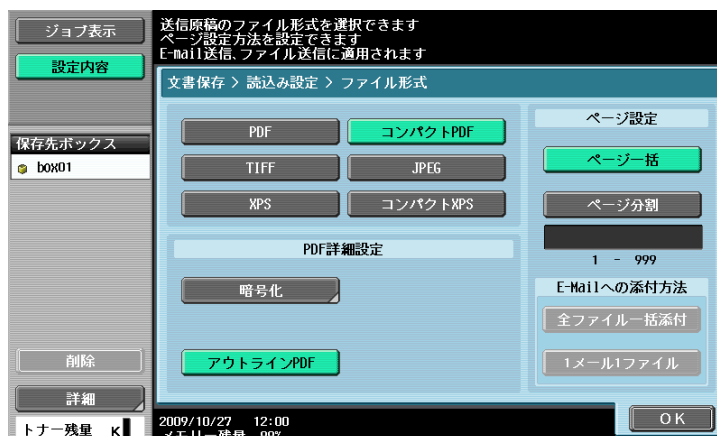 ジョブ表示
設定内容
送信原稿のファイル形式を選択できます
ページ設定方法を設定できます
E-mail送信、ファイル送信に適用されます
文書保存 > 読込み設定 > ファイル形式
保存先ボックス
box01
PDF
コンパクトPDF
TIFF
JPEG
XPS
コンパクトXPS
PDF詳細設定
暗号化
アウトラインPDF
ページ設定
ページ一括
ページ分割
1 - 999
E-Mailへの添付方法
全ファイル一括添付
1メール1ファイル
削除
詳細
トナー残量 K
2009/10/27 12:00
メモリー残量 99%
OK